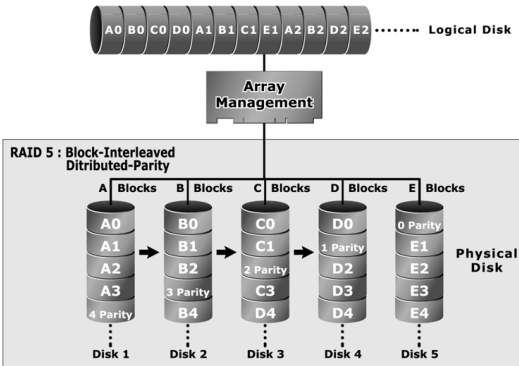 A0 B0 C0 D0 A1 B1 C1 E1 A2 B2 D2 E2 Logical Disk
Array
Management
RAID 5 : Block-Interleaved
Ditributed-Parity
A Blocks B Blocks C Blocks D Blocks E Blocks
A0 B0 C0 D0 0 Parity
A1 B1 C1 1 Parity E1
A2 B2 2 Parity D2 E2
A3 3 Parity C3 D3 E3
4 Parity B4 D4 D4 E4
Physical
Disk
Disk 1 Disk 2 Disk 3 Disk 4 Disk 5